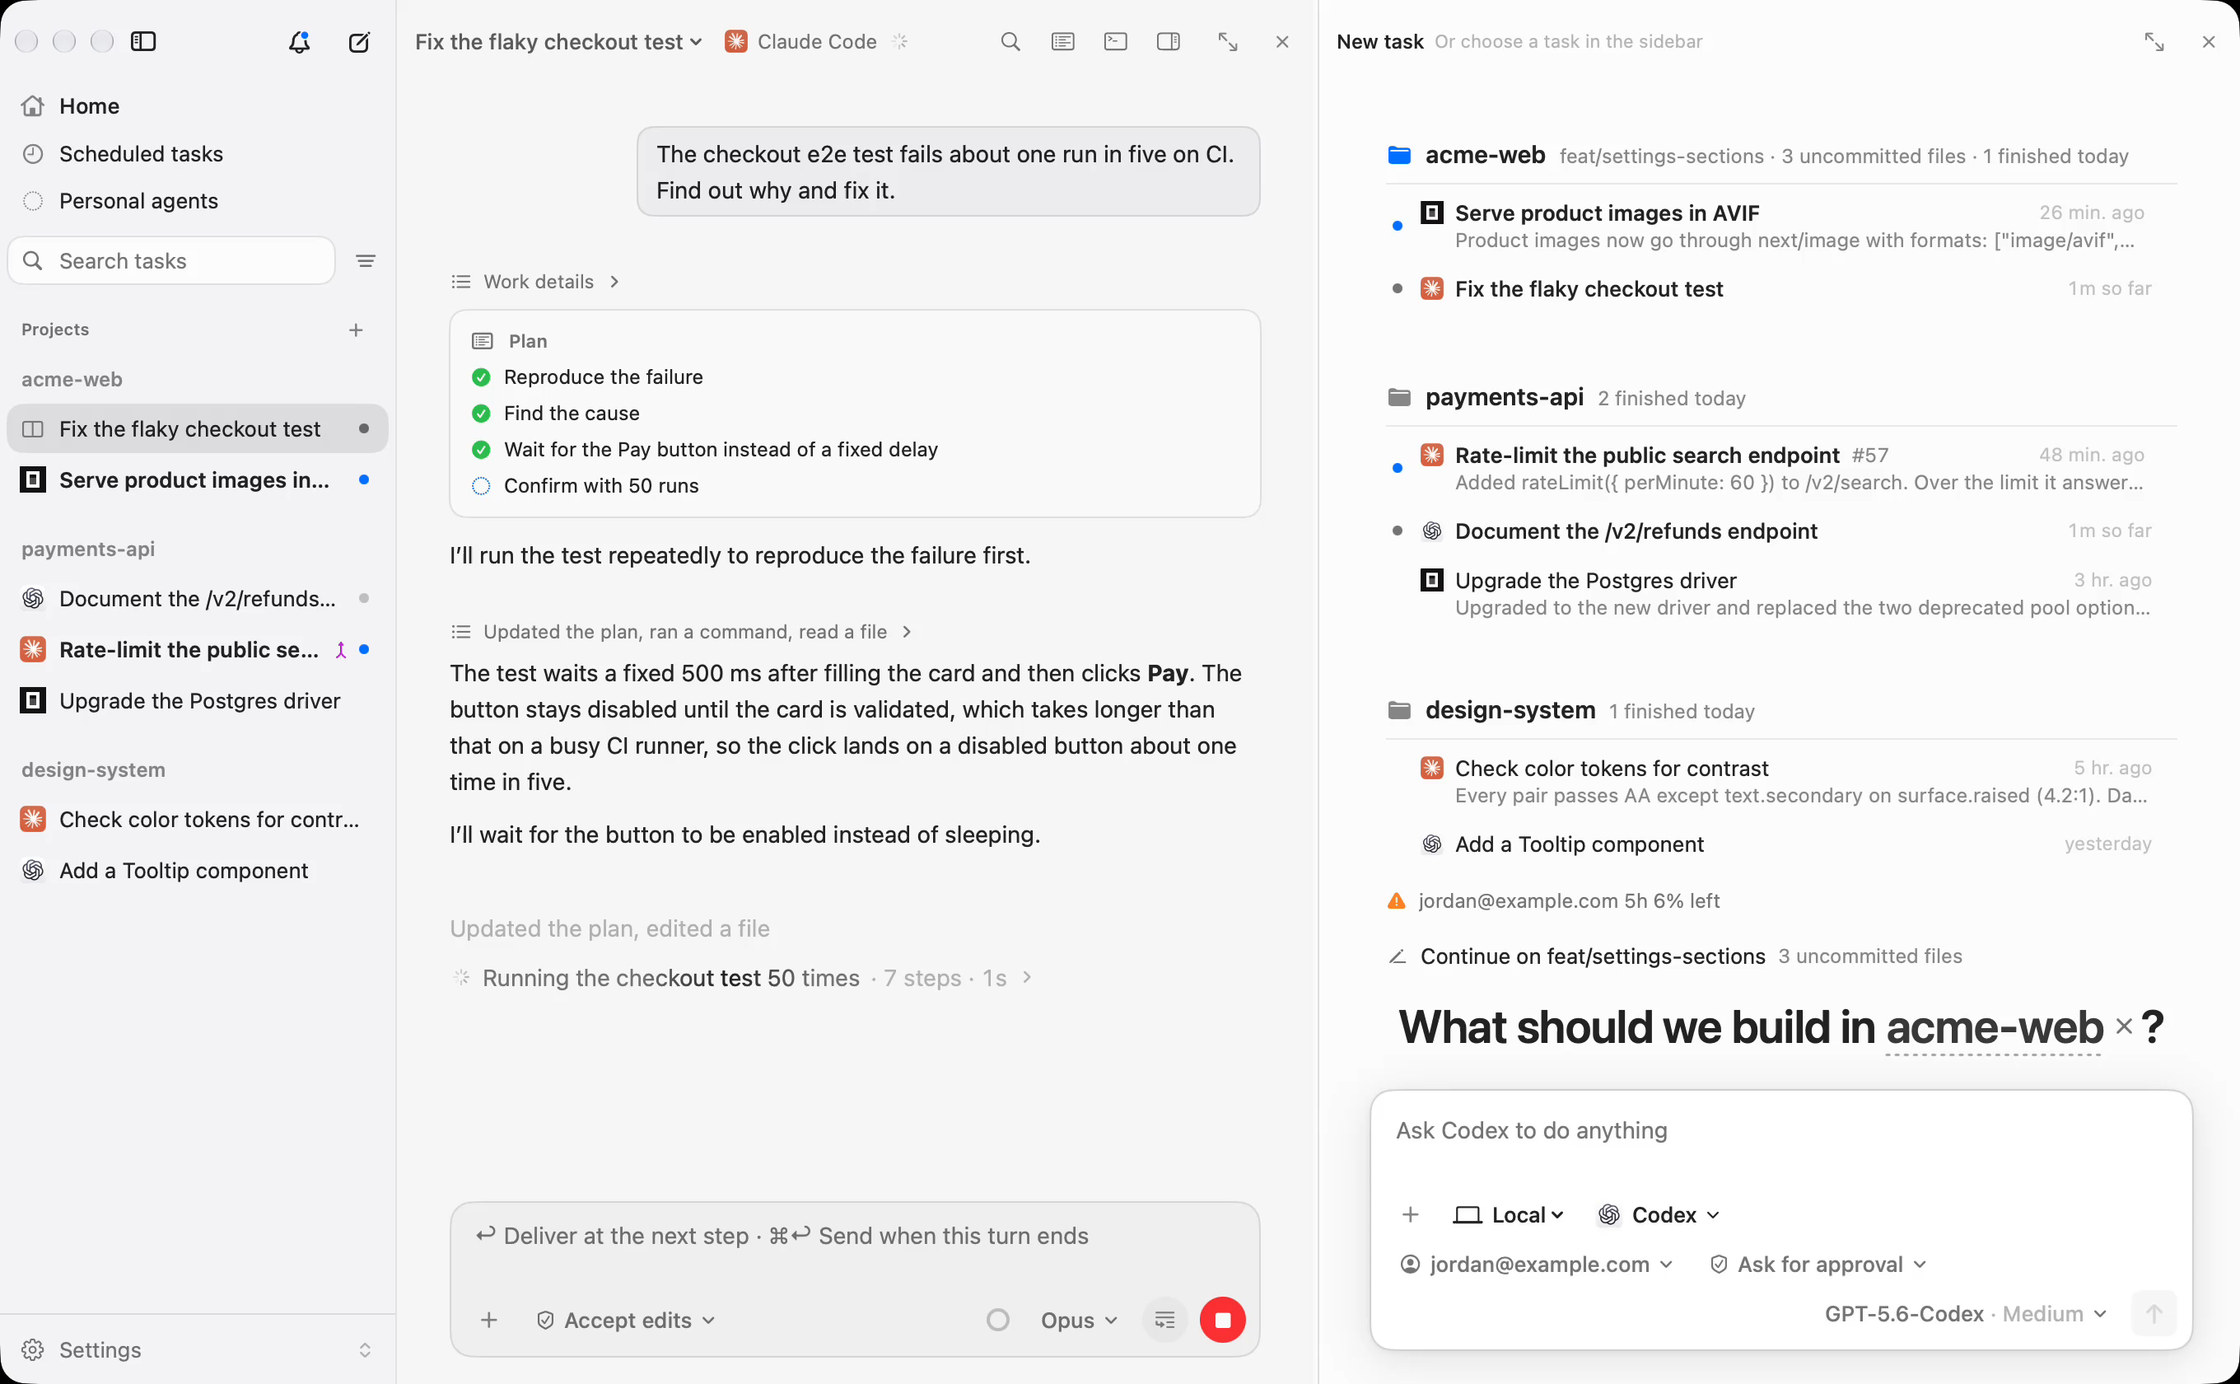 Home
Scheduled tasks
Personal agents
Search tasks
Projects
acme-web
Fix the flaky checkout test
Serve product images in...
payments-api
Document the /v2/refunds...
Rate-limit the public se...
Upgrade the Postgres driver
design-system
Check color tokens for contr...
Add a Tooltip component
Settings
Fix the flaky checkout test
Claude Code
The checkout e2e test fails about one run in five on CI.
Find out why and fix it.
Work details
Plan
Reproduce the failure
Find the cause
Wait for the Pay button instead of a fixed delay
Confirm with 50 runs
I’ll run the test repeatedly to reproduce the failure first.
Updated the plan, ran a command, read a file
The test waits a fixed 500 ms after filling the card and then clicks Pay. The
button stays disabled until the card is validated, which takes longer than
that on a busy CI runner, so the click lands on a disabled button about one
time in five.
I’ll wait for the button to be enabled instead of sleeping.
Updated the plan, edited a file
Running the checkout test 50 times · 7 steps · 1s
↩ Deliver at the next step · ⌘↩ Send when this turn ends
Accept edits
Opus
New task Or choose a task in the sidebar
acme-web feat/settings-sections · 3 uncommitted files · 1 finished today
Serve product images in AVIF 26 min. ago
Product images now go through next/image with formats: ["image/avif",...
Fix the flaky checkout test 1m so far
payments-api 2 finished today
Rate-limit the public search endpoint #57 48 min. ago
Added rateLimit({ perMinute: 60 }) to /v2/search. Over the limit it answer...
Document the /v2/refunds endpoint 1m so far
Upgrade the Postgres driver 3 hr. ago
Upgraded to the new driver and replaced the two deprecated pool option...
design-system 1 finished today
Check color tokens for contrast 5 hr. ago
Every pair passes AA except text.secondary on surface.raised (4.2:1). Da...
Add a Tooltip component yesterday
jordan@example.com 5h 6% left
Continue on feat/settings-sections 3 uncommitted files
What should we build in acme-web × ?
Ask Codex to do anything
Local
Codex
jordan@example.com
Ask for approval
GPT-5.6-Codex · Medium